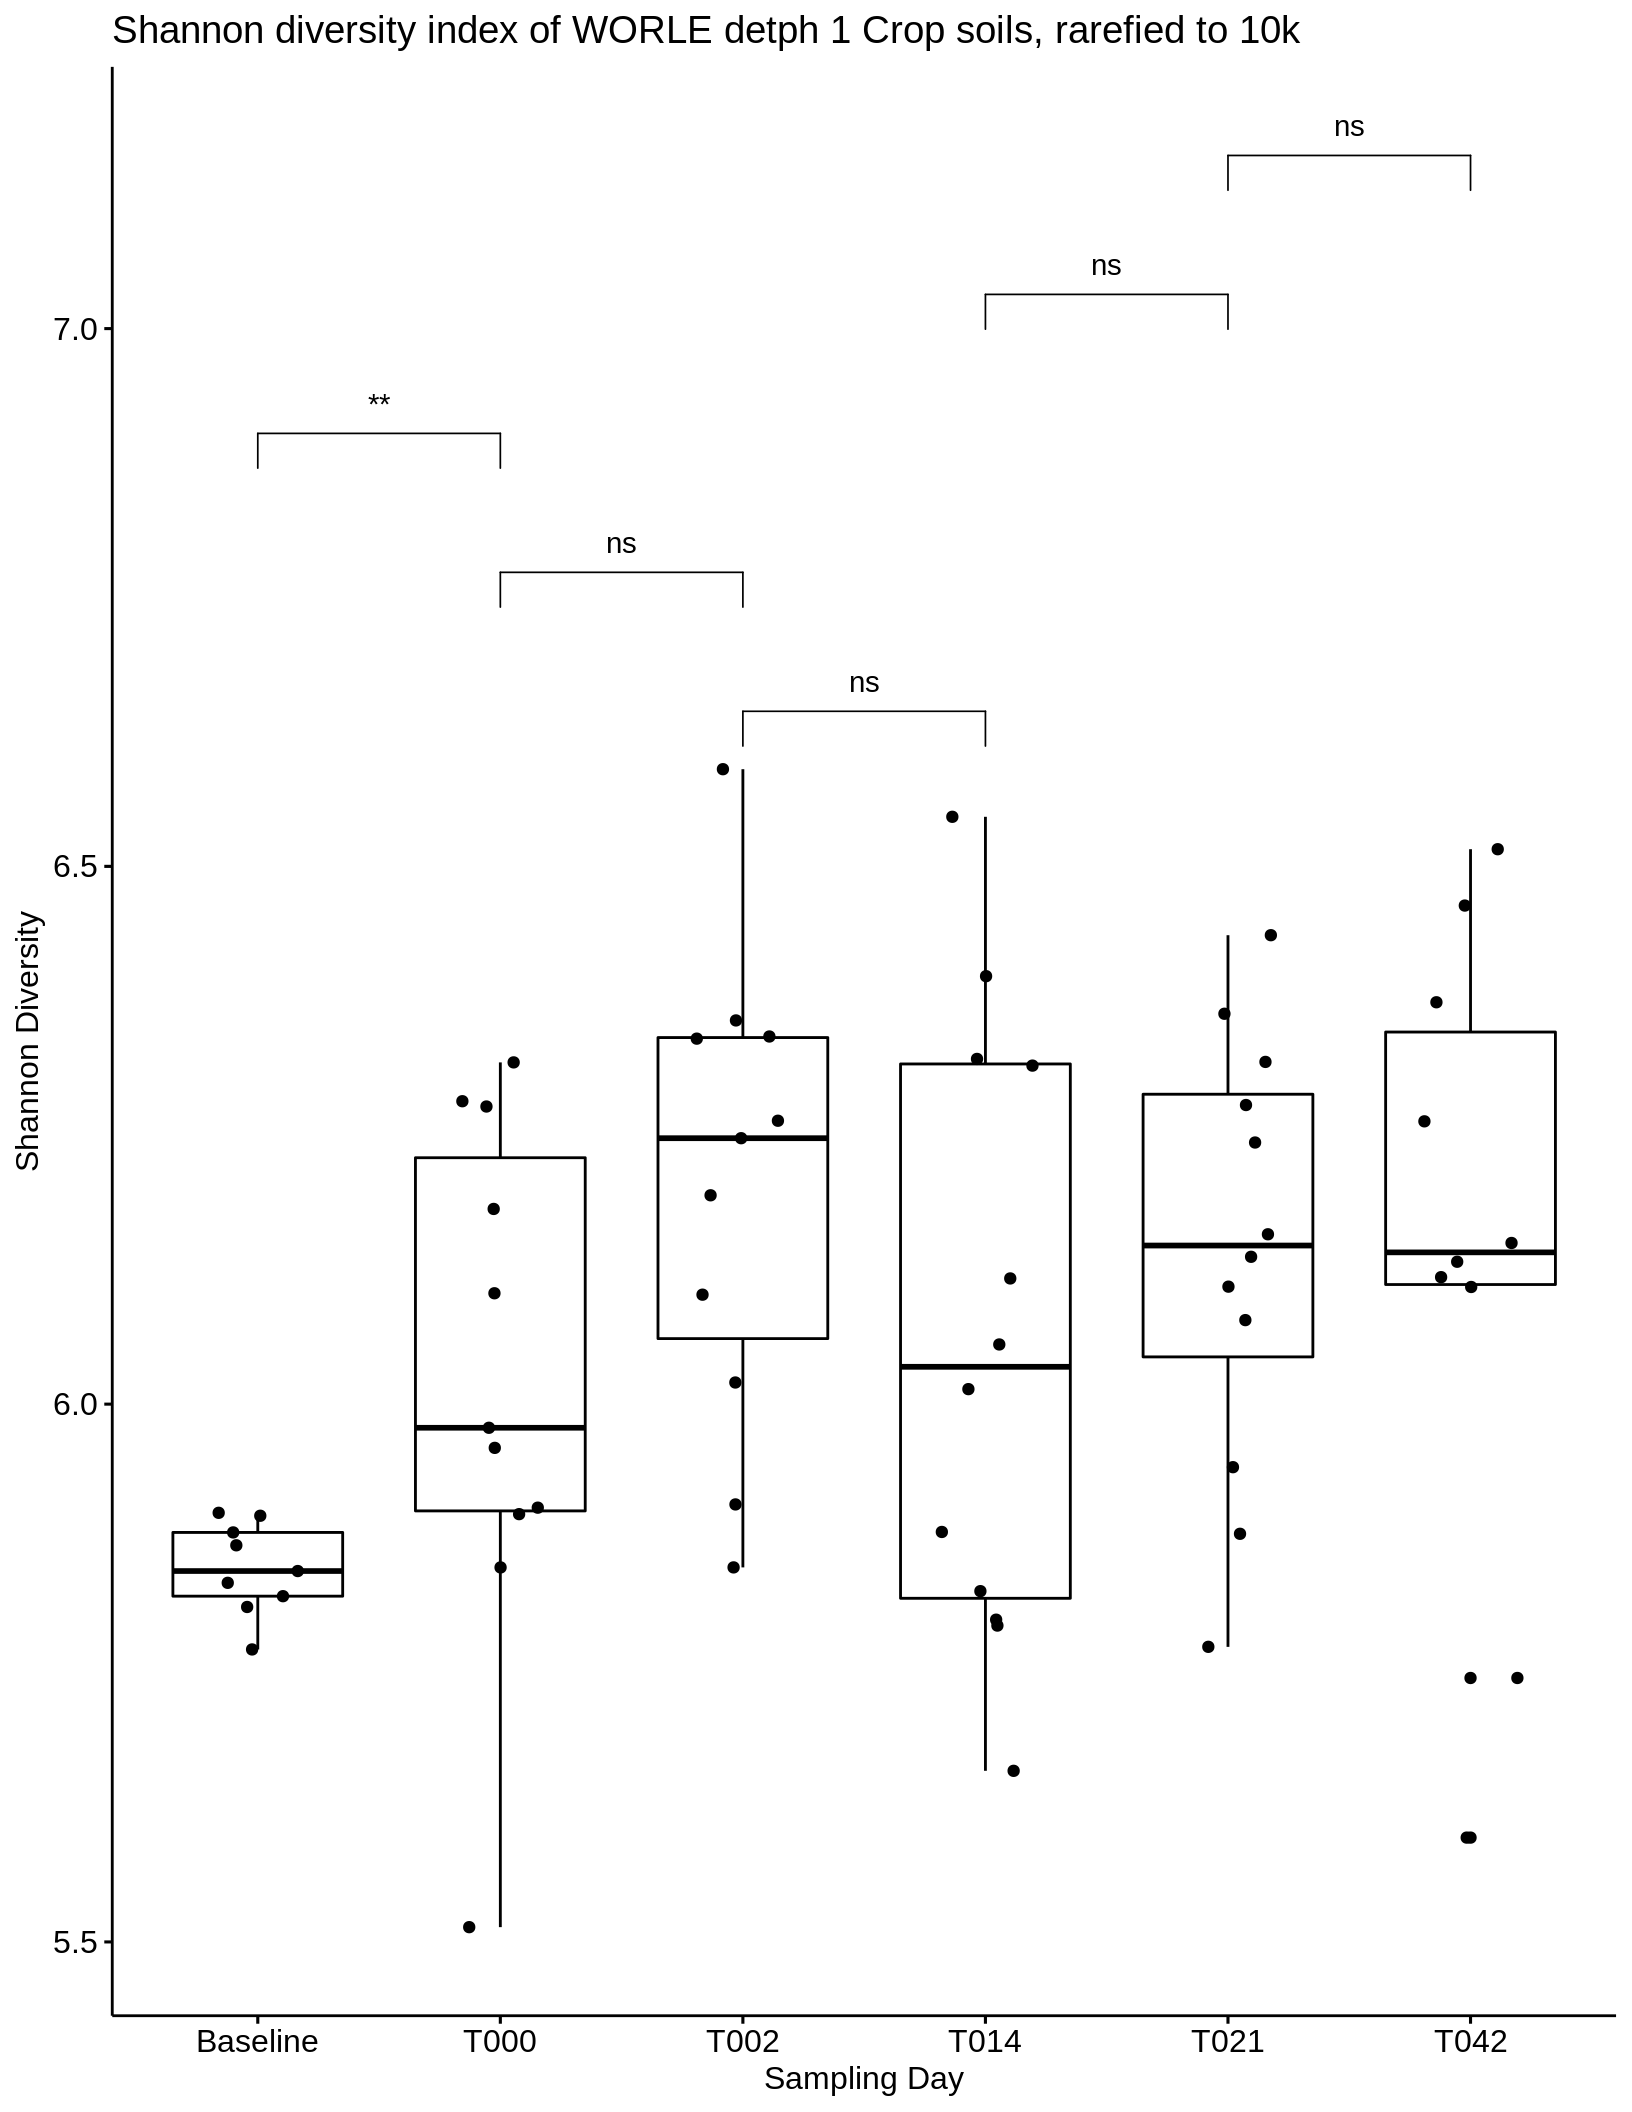 Shannon diversity index of WORLE detph 1 Crop soils, rarefied to 10k
ns
ns
7.0
**
ns
ns
6.5
Shannon Diversity
6.0
5.5
Baseline T000 T002 T014 T021 T042
Sampling Day